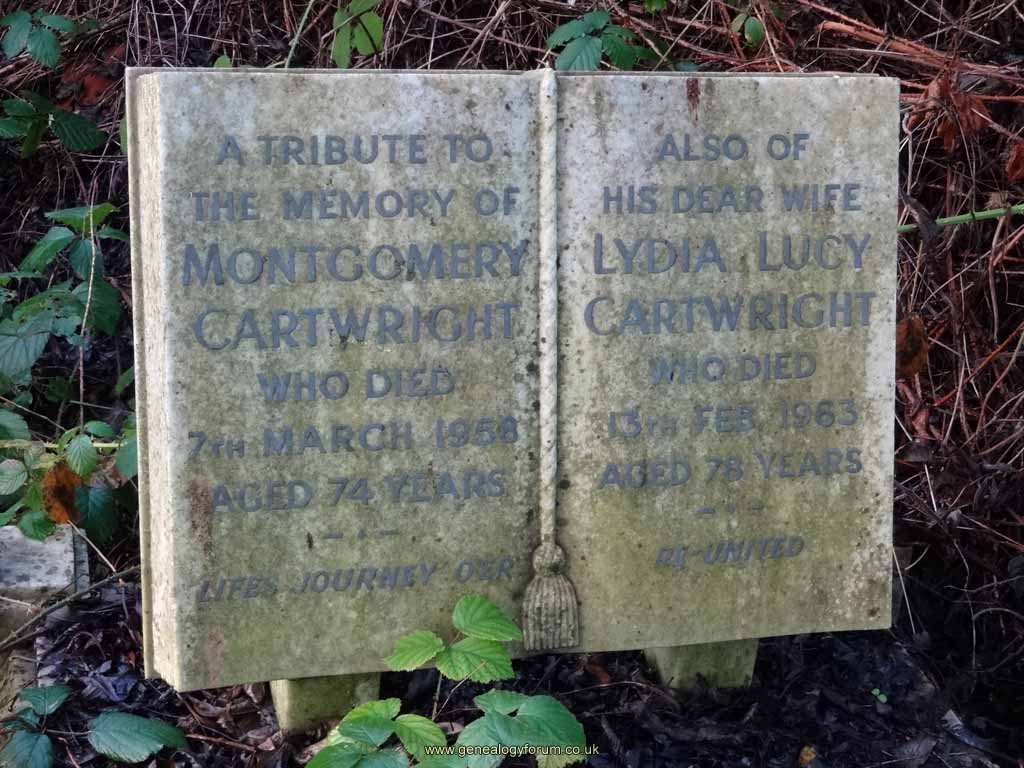 A TRIBUTE TO
THE MEMORY OF
MONTGOMERY
CARTWRIGHT
WHO DIED
7TH MARCH 1958
AGED 74 YEARS
LIFES JOURNEY O'ER
ALSO OF
HIS DEAR WIFE
LYDIA LUCY
CARTWRIGHT
WHO DIED
13TH FEB 1963
AGED 78 YEARS
RE-UNITED
www.genealogyforum.co.uk